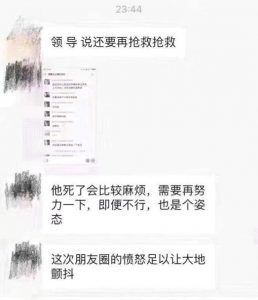 23:44
领 导 说还要再抢救抢救
他死了会比较麻烦，需要再努
力一下，即便不行，也是个姿
态
这次朋友圈的愤怒足以让大地
颤抖